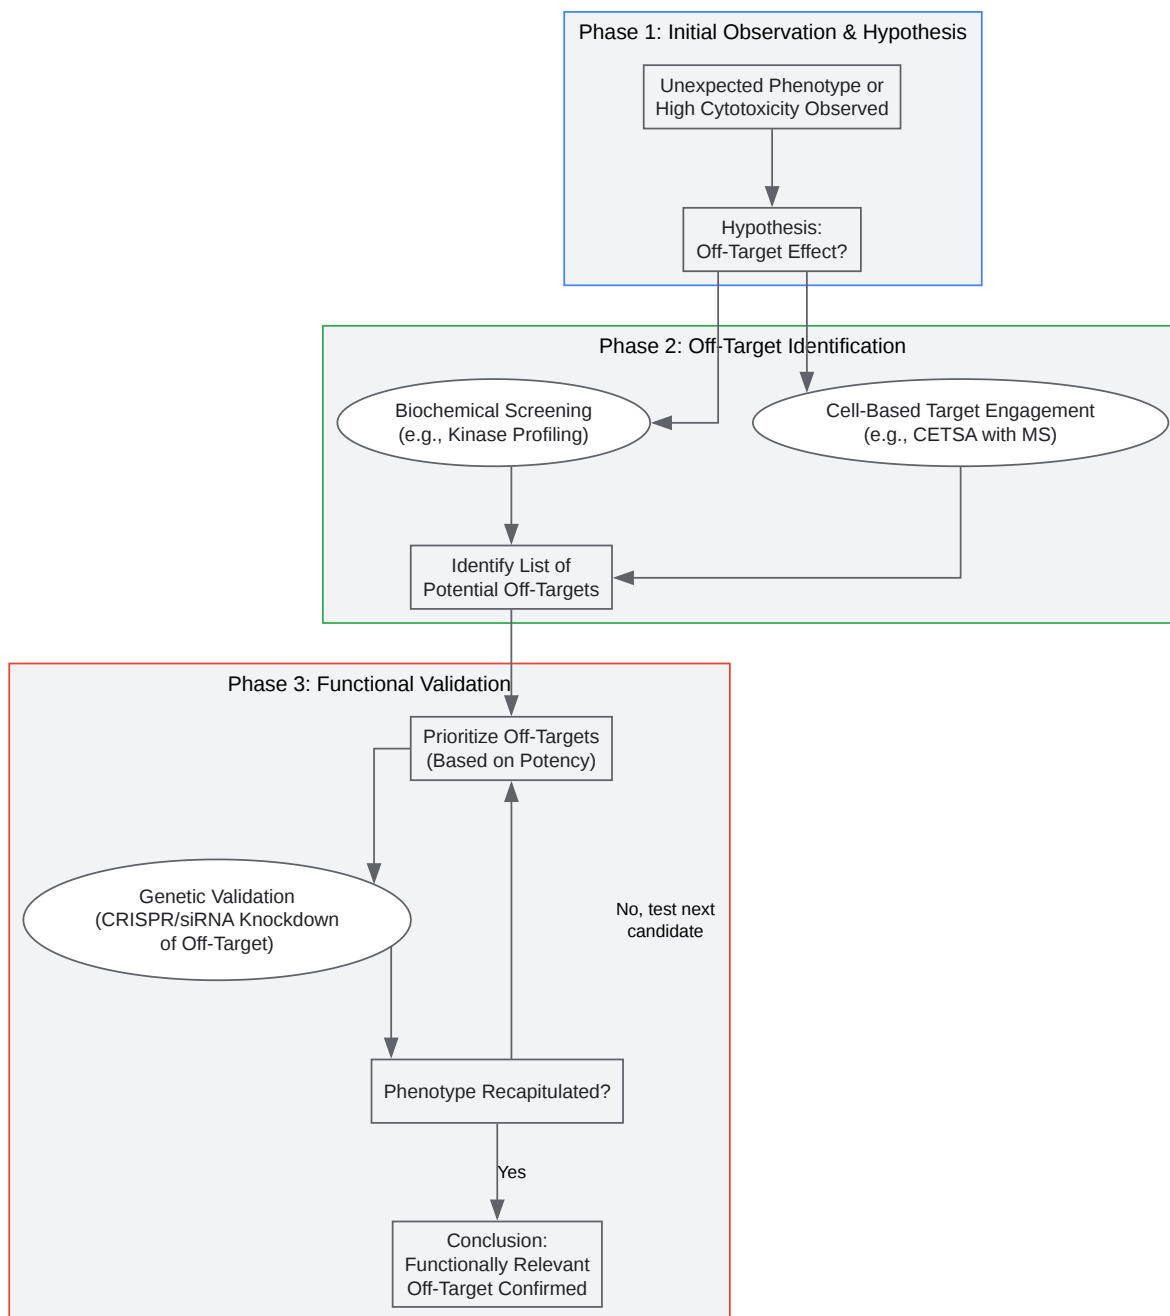 Phase 1: Initial Observation & Hypothesis
Unexpected Phenotype or
High Cytotoxicity Observed
Hypothesis:
Off-Target Effect?
Phase 2: Off-Target Identification
Biochemical Screening
(e.g., Kinase Profiling)
Cell-Based Target Engagement
(e.g., CETSA with MS)
Identify List of
Potential Off-Targets
Phase 3: Functional Validation
Prioritize Off-Targets
(Based on Potency)
Genetic Validation
(CRISPR/siRNA Knockdown
of Off-Target)
No, test next
candidate
Phenotype Recapitulated?
Yes
Conclusion:
Functionally Relevant
Off-Target Confirmed